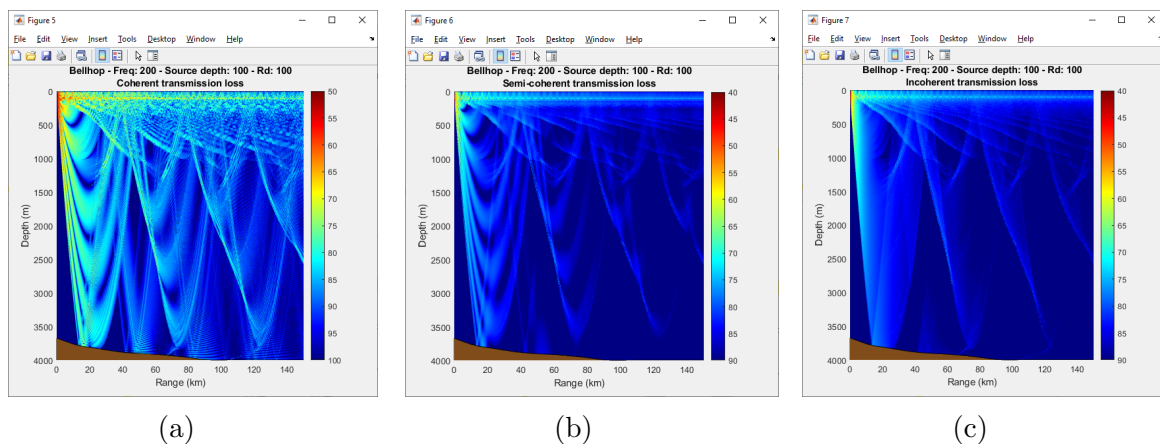 Figure 5
File Edit View Insert Tools Desktop Window Help
Bellhop - Freq: 200 - Source depth: 100 - Rd: 100
Coherent transmission loss
0
500
1000
1500
2000
2500
3000
3500
4000
Depth (m)
0 20 40 60 80 100 120 140
Range (km)
50
55
60
65
70
75
80
85
90
95
100
(a)
Figure 6
File Edit View Insert Tools Desktop Window Help
Bellhop - Freq: 200 - Source depth: 100 - Rd: 100
Semi-coherent transmission loss
0
500
1000
1500
2000
2500
3000
3500
4000
Depth (m)
0 20 40 60 80 100 120 140
Range (km)
40
45
50
55
60
65
70
75
80
85
90
(b)
Figure 7
File Edit View Insert Tools Desktop Window Help
Bellhop - Freq: 200 - Source depth: 100 - Rd: 100
Incoherent transmission loss
0
500
1000
1500
2000
2500
3000
3500
4000
Depth (m)
0 20 40 60 80 100 120 140
Range (km)
40
45
50
55
60
65
70
75
80
85
90
(c)